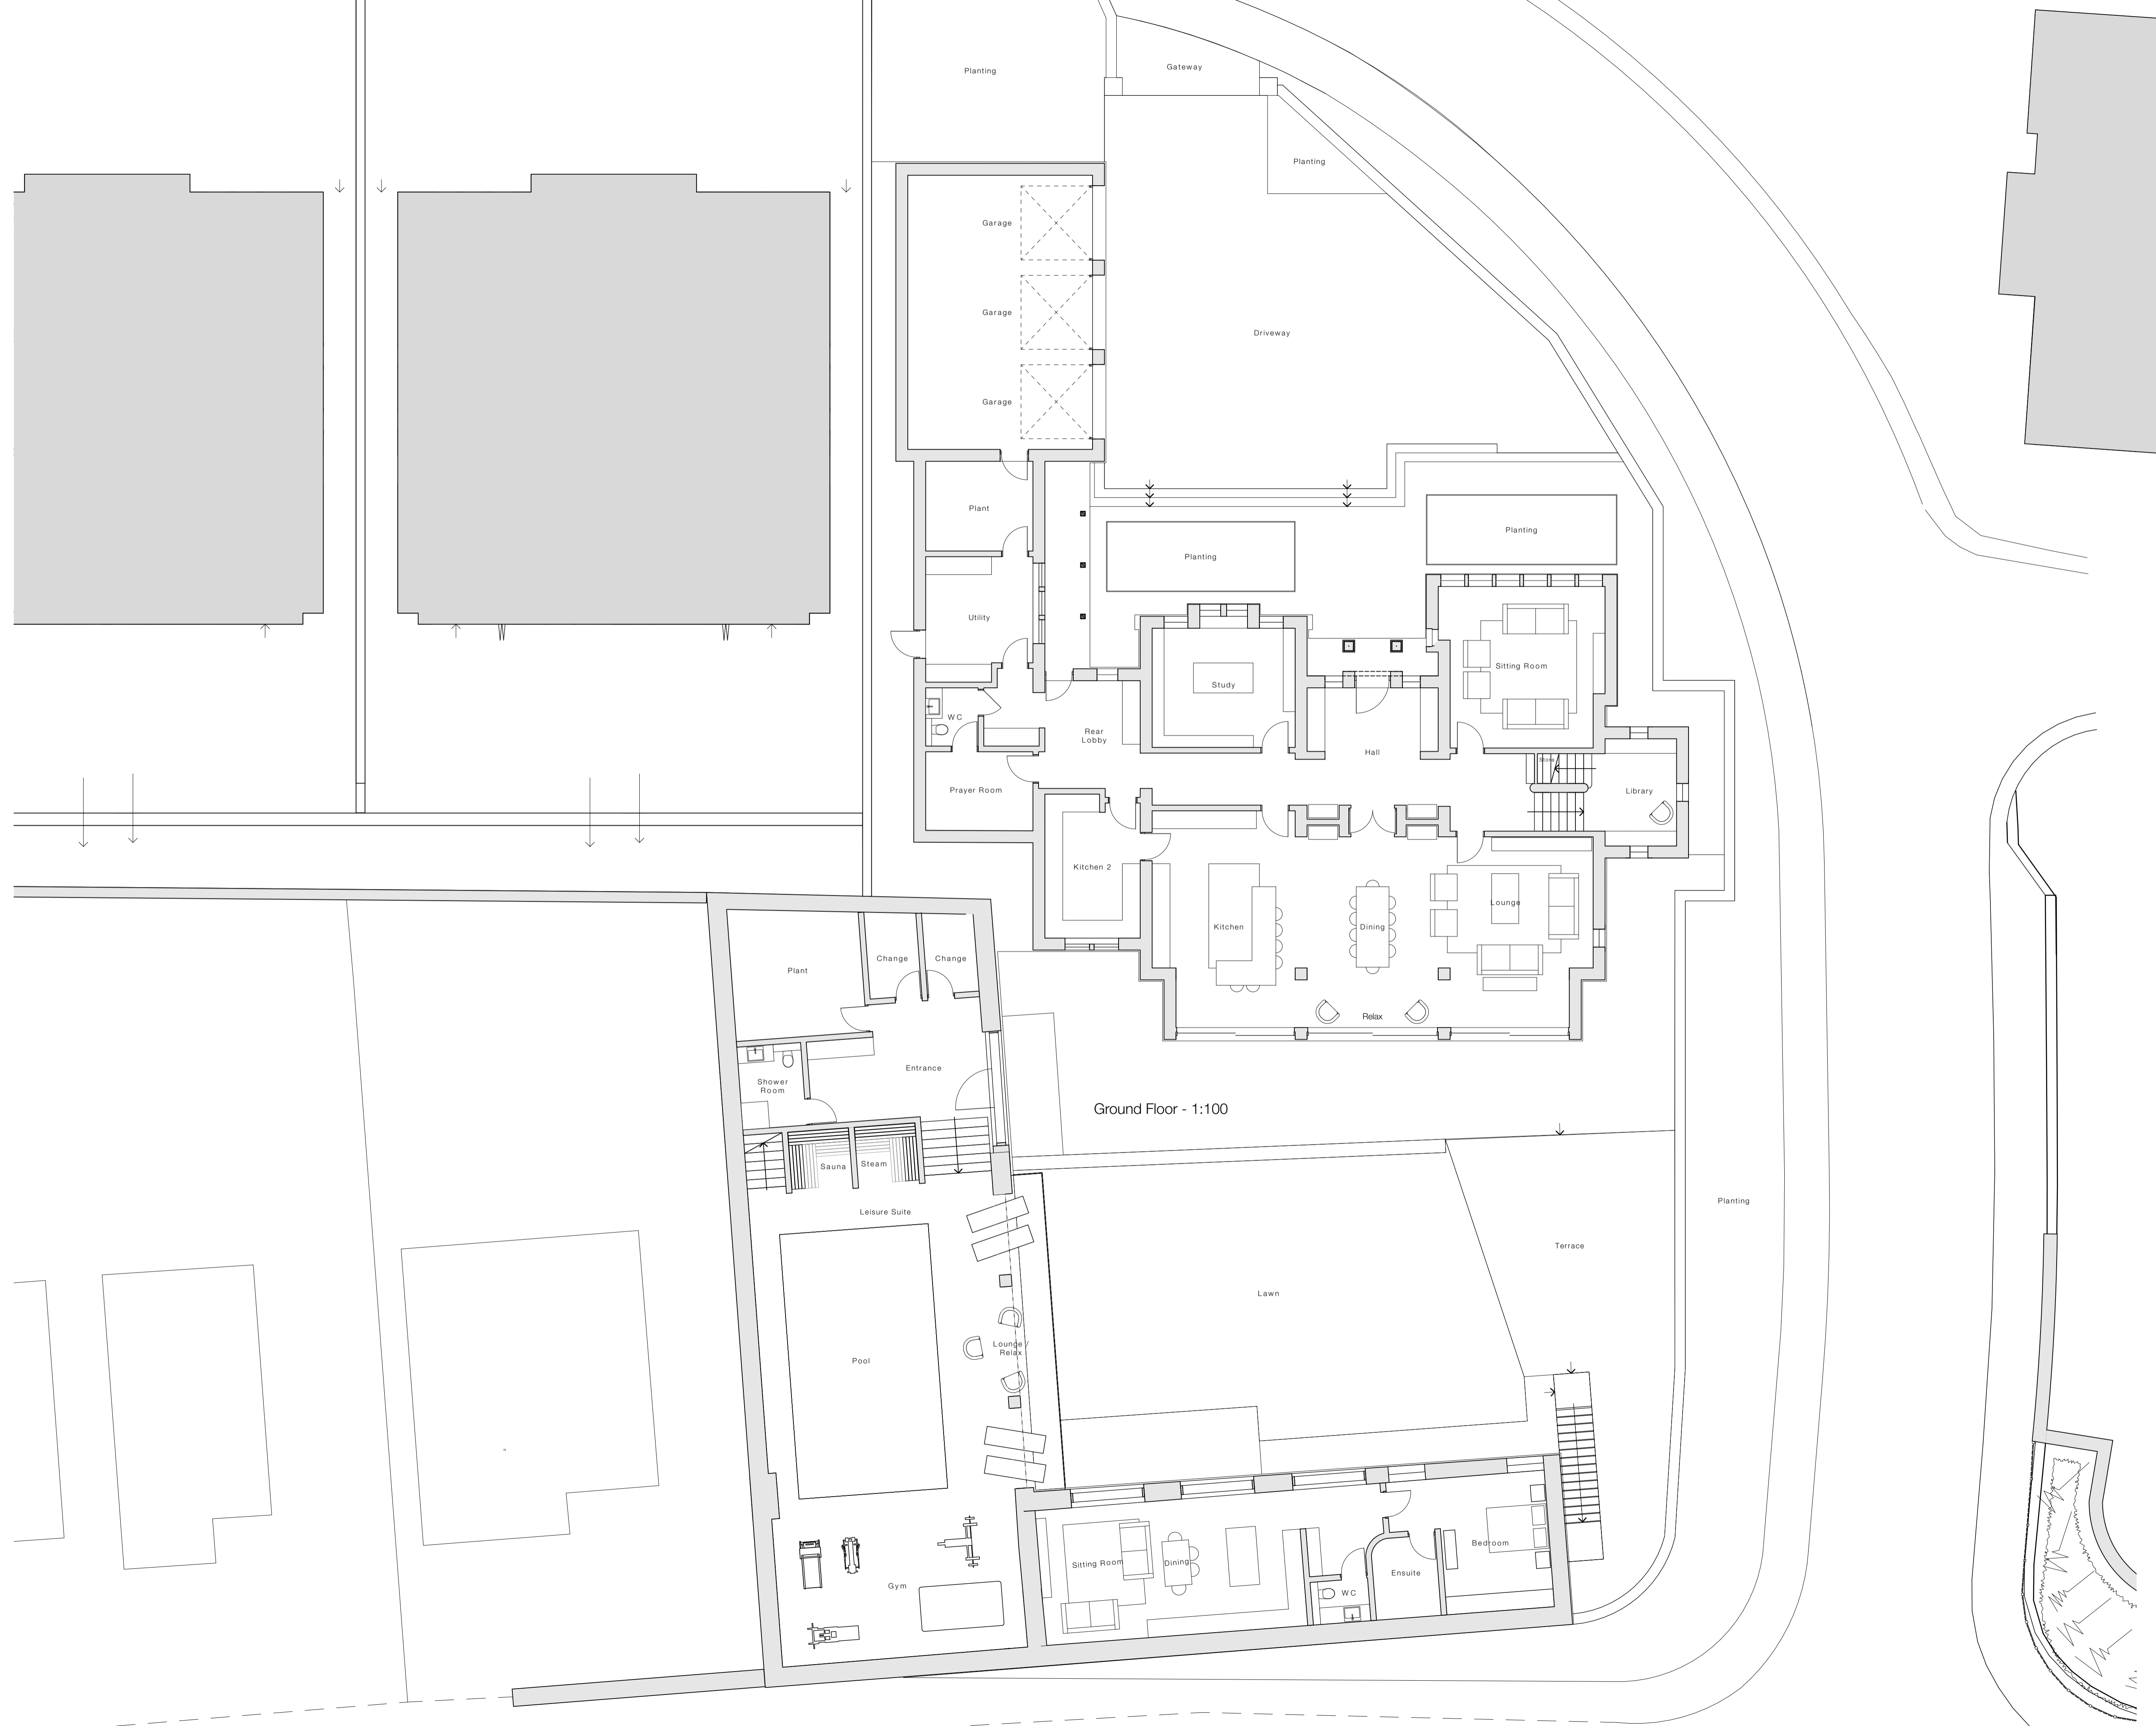 Planting
Gateway
Planting
Garage
Garage
Driveway
Garage
Plant
Planting
Planting
Utility
Study
Sitting Room
WC
Rear
Lobby
Hall
Store
Prayer Room
Library
Kitchen 2
Kitchen
Dining
Lounge
Plant
Change
Change
Relax
Entrance
Shower
Room
Ground Floor - 1:100
Sauna
Steam
Leisure Suite
Planting
Terrace
Lawn
Pool
Lounge /
Relax
Gym
Sitting Room
Dining
WC
Ensuite
Bedroom